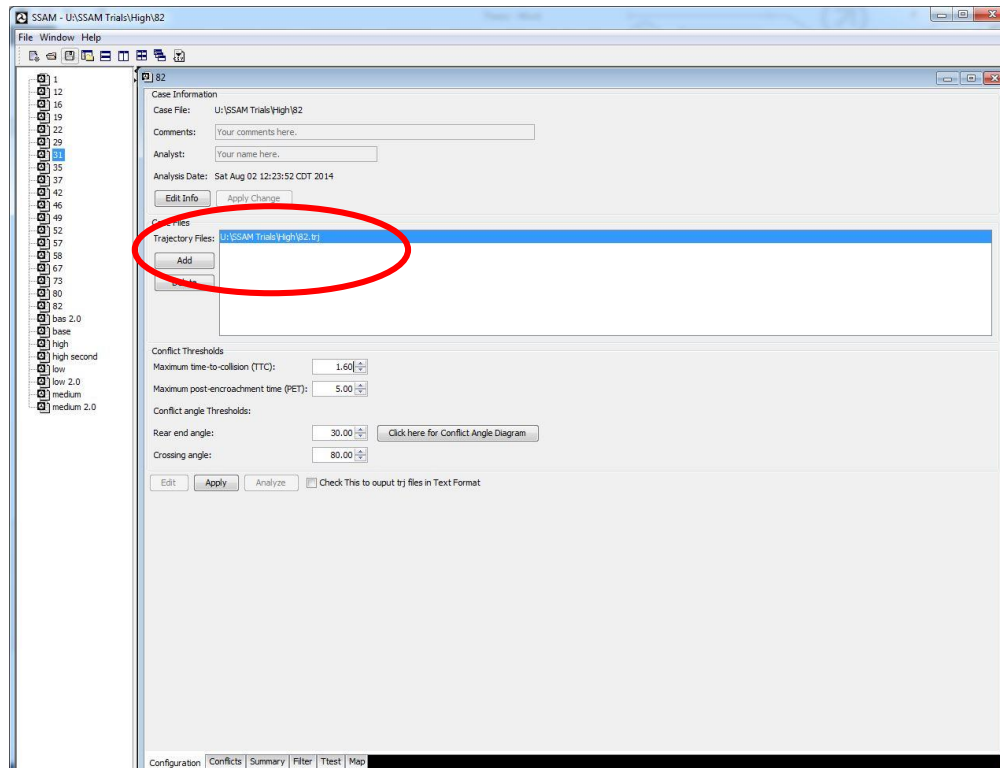 SSAM - U:\SSAM Trials\High\82
File Window Help
1
12
16
19
22
29
31
35
37
42
46
49
52
57
58
67
73
80
82
bas 2.0
base
high
high second
low
low 2.0
medium
medium 2.0
82
Case Information
Case File: U:\SSAM Trials\High\82
Comments: Your comments here.
Analyst: Your name here.
Analysis Date: Sat Aug 02 12:23:52 CDT 2014
Edit Info Apply Change
Case Files
Trajectory Files: U:\SSAM Trials\High\82.trj
Add
Delete
Conflict Thresholds
Maximum time-to-collision (TTC): 1.60
Maximum post-encroachment time (PET): 5.00
Conflict angle Thresholds:
Rear end angle: 30.00 Click here for Conflict Angle Diagram
Crossing angle: 80.00
Edit Apply Analyze Check This to ouput trj files in Text Format
Configuration Conflicts Summary Filter Ttest Map